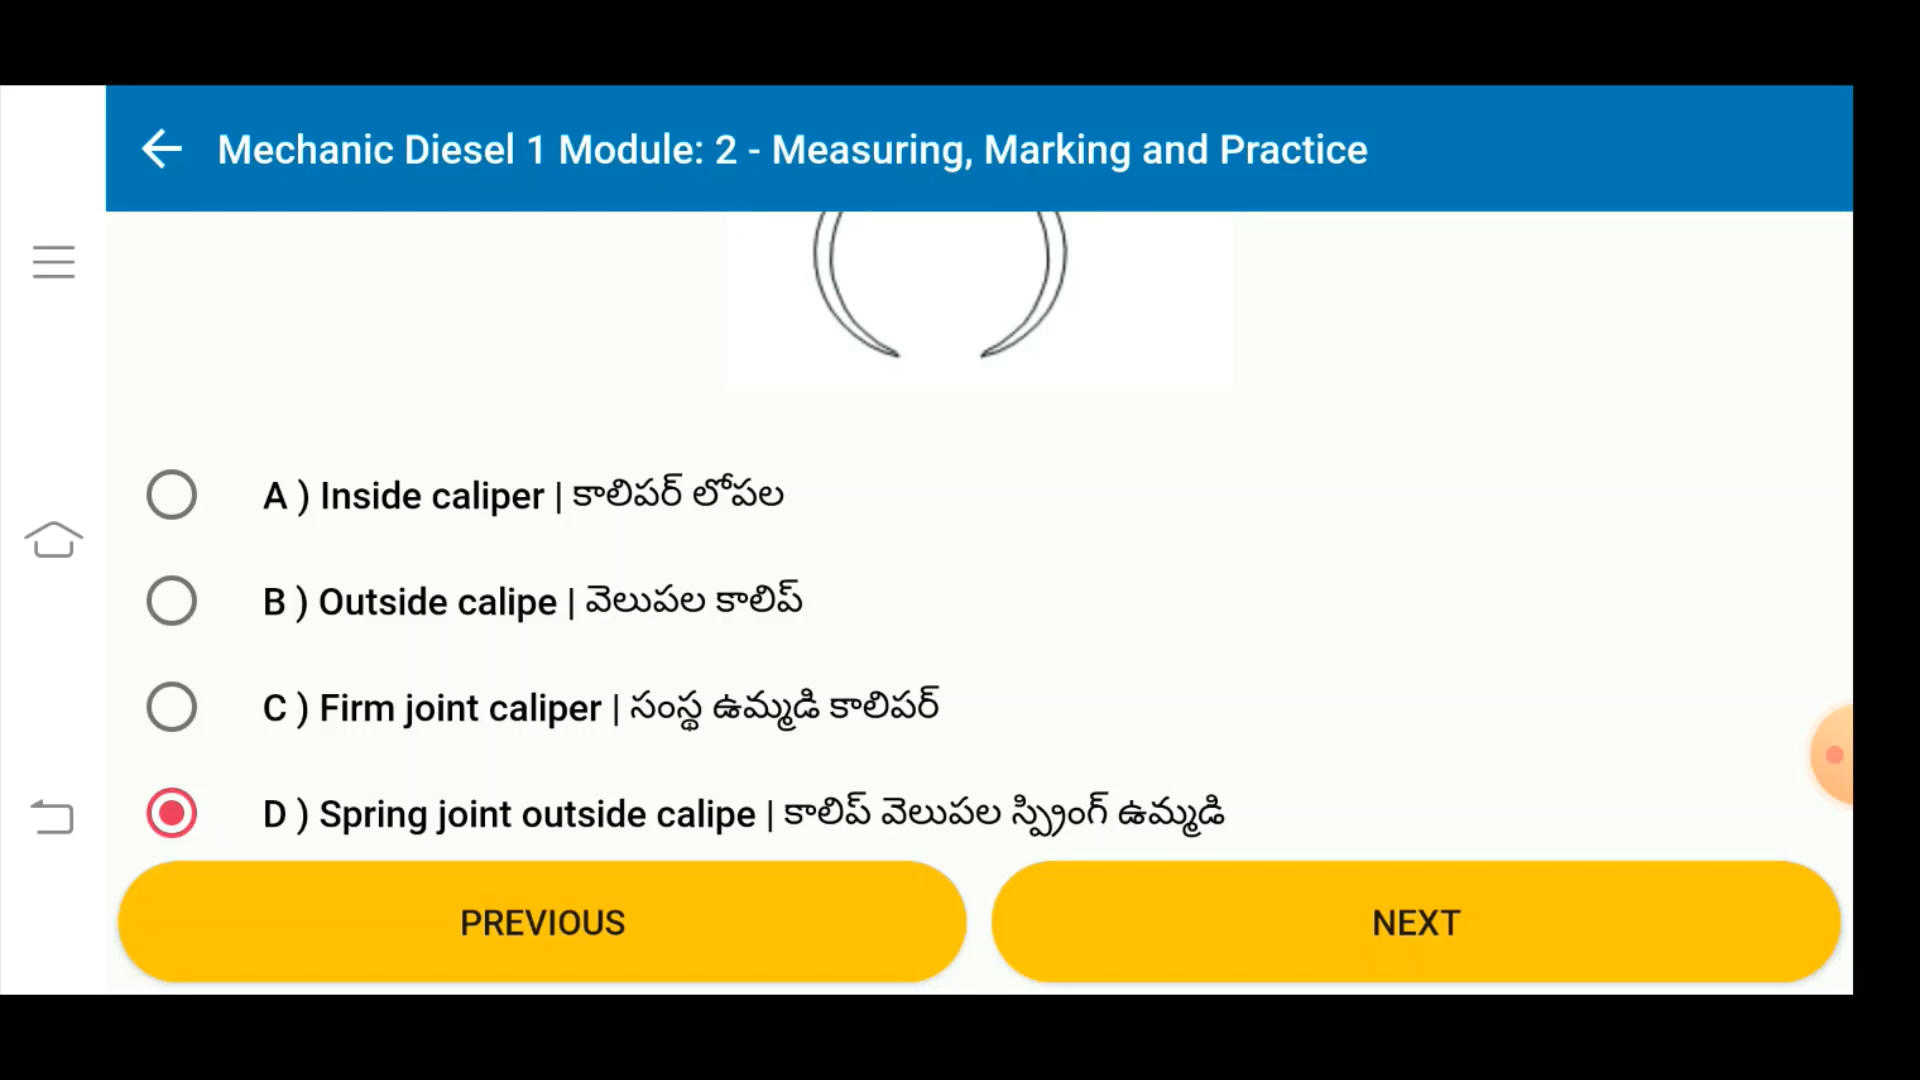 Mechanic Diesel 1 Module: 2 - Measuring, Marking and Practice
A ) Inside caliper | కాలిపర్ లోపల
B ) Outside calipe | వెలుపల కాలిప్
C ) Firm joint caliper | సంస్థ ఉమ్మడి కాలిపర్
D ) Spring joint outside calipe | కాలిప్ వెలుపల స్ప్రింగ్ ఉమ్మడి
PREVIOUS
NEXT